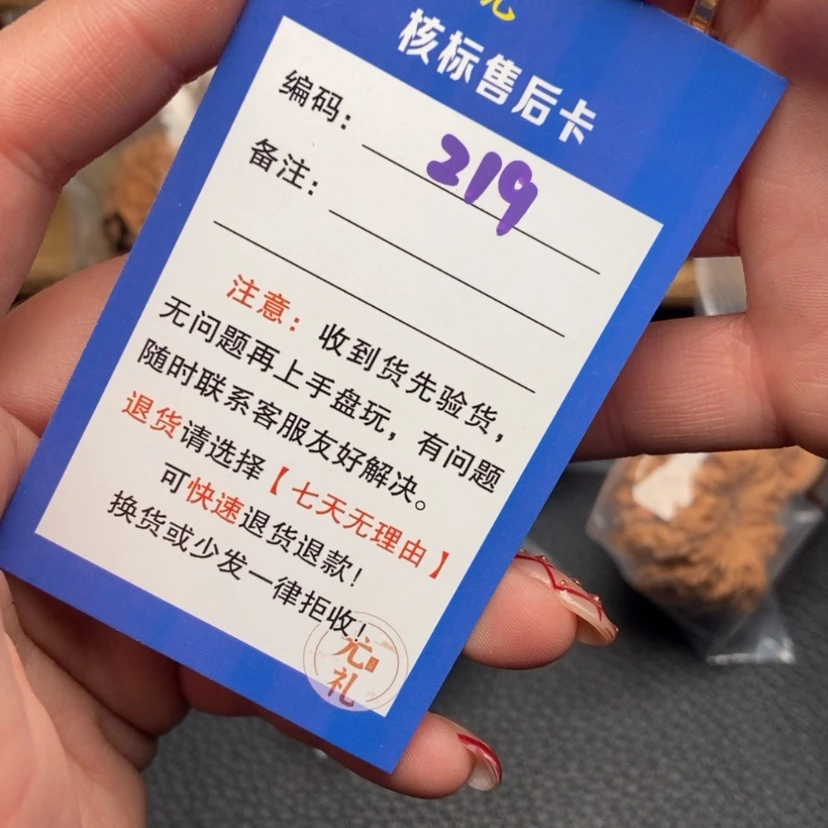 核标售后卡
编码：219
备注：
注意：收到货先验货，
无问题再上手盘玩，有问题
随时联系客服友好解决。
退货请选择【七天无理由】
可快速退货退款！
换货或少发一律拒收！
尤礼